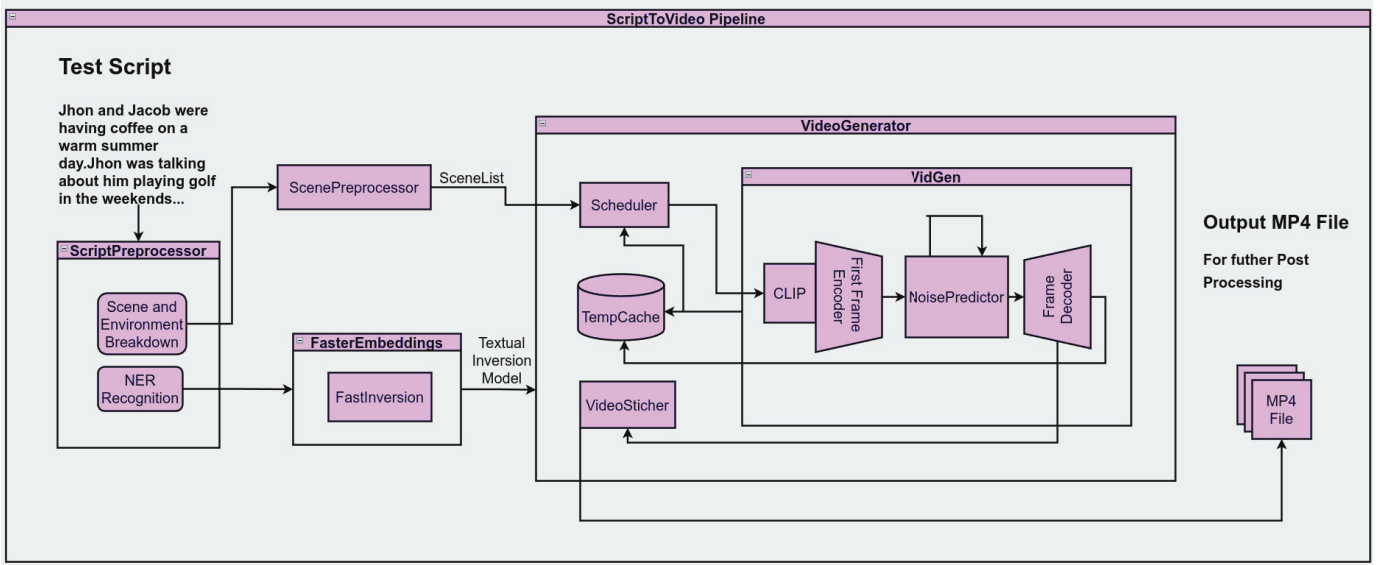 ScriptToVideo Pipeline
Test Script
Jhon and Jacob were
having coffee on a
warm summer
day.Jhon was talking
about him playing golf
in the weekends...
ScriptPreprocessor
Scene and
Environment
Breakdown
NER
Recognition
ScenePreprocessor
SceneList
FasterEmbeddings
FastInversion
Textual
Inversion
Model
VideoGenerator
Scheduler
TempCache
VideoSticher
VidGen
CLIP
First Frame
Encoder
NoisePredictor
Frame
Decoder
Output MP4 File
For futher Post
Processing
MP4
File